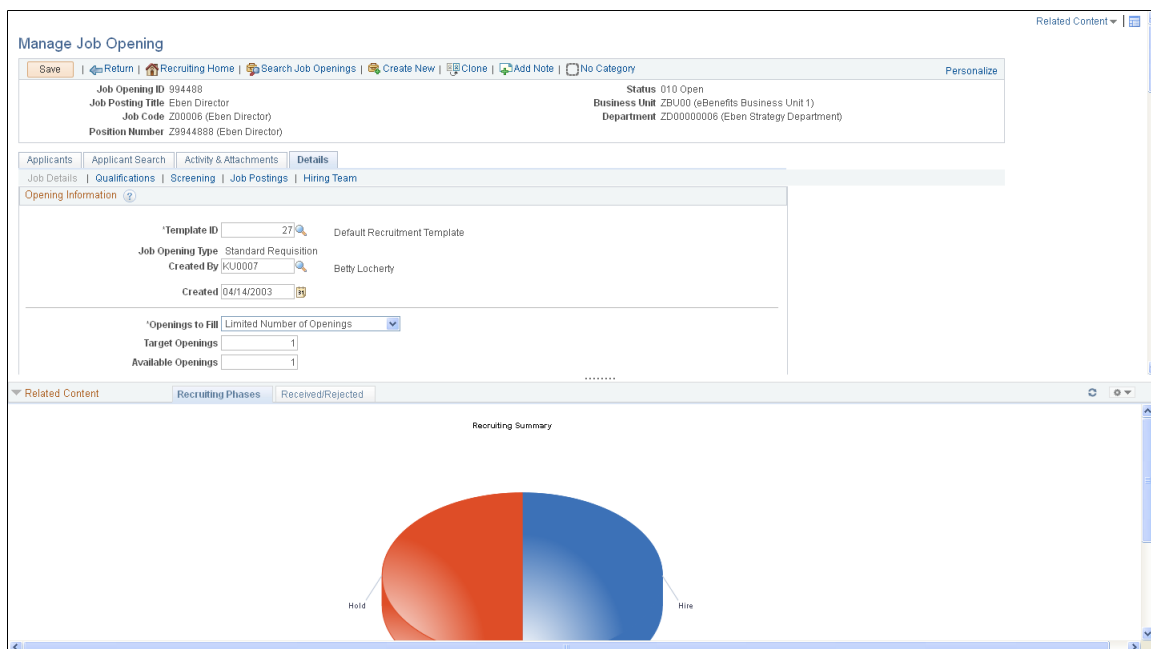 Related Content
Manage Job Opening
Save | Return | Recruiting Home | Search Job Openings | Create New | Clone | Add Note | No Category
Personalize
Job Opening ID 994488
Status 010 Open
Job Posting Title Eben Director
Business Unit ZBU00 (eBenefits Business Unit 1)
Job Code Z00006 (Eben Director)
Department ZD00000006 (Eben Strategy Department)
Position Number Z9944888 (Eben Director)
Applicants Applicant Search Activity & Attachments Details
Job Details | Qualifications | Screening | Job Postings | Hiring Team
Opening Information ?
*Template ID 27 Default Recruitment Template
Job Opening Type Standard Requisition
Created By KU0007 Betty Locherty
Created 04/14/2003 31
*Openings to Fill Limited Number of Openings
Target Openings 1
Available Openings 1
Related Content Recruiting Phases Received/Rejected
Recruiting Summary
Hold Hire